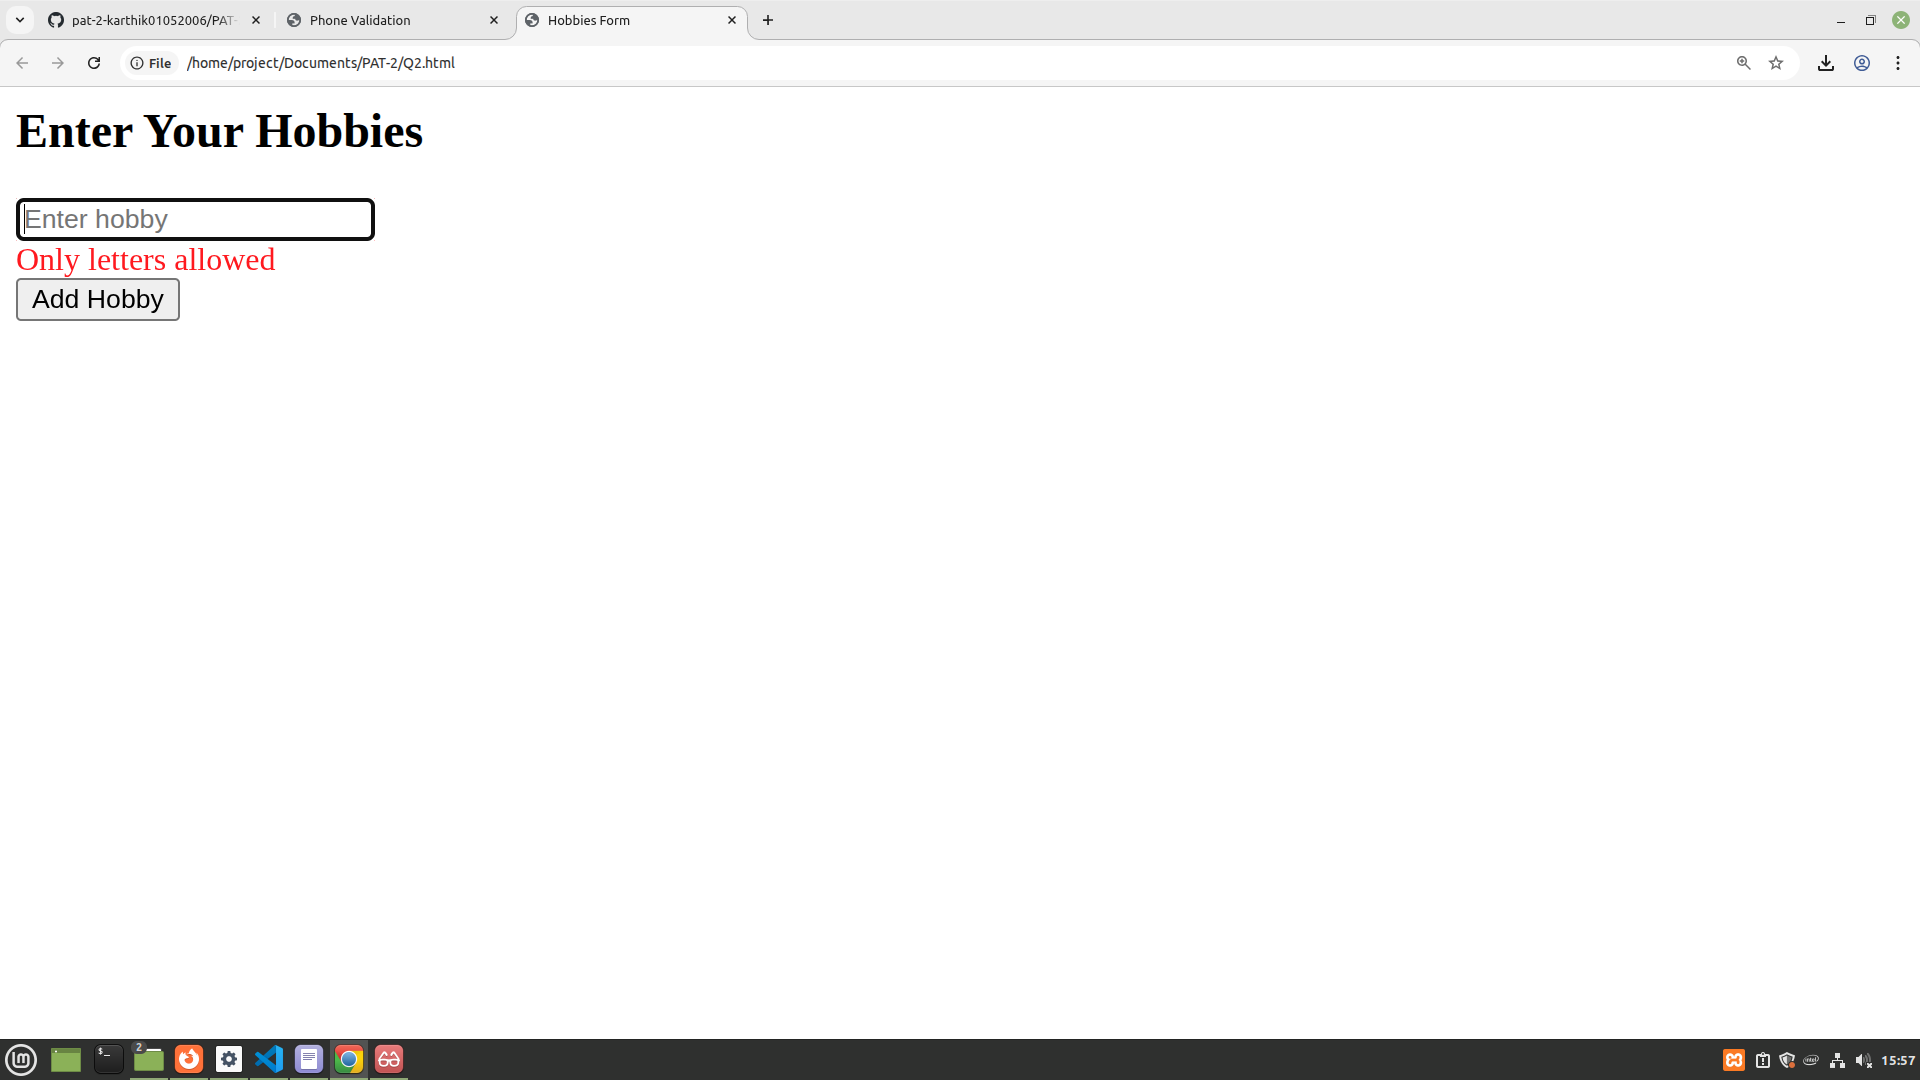 pat-2-karthik01052006/PAT-
Phone Validation
Hobbies Form
File
/home/project/Documents/PAT-2/Q2.html
Enter Your Hobbies
Enter hobby
Only letters allowed
Add Hobby
2
$_
15:57